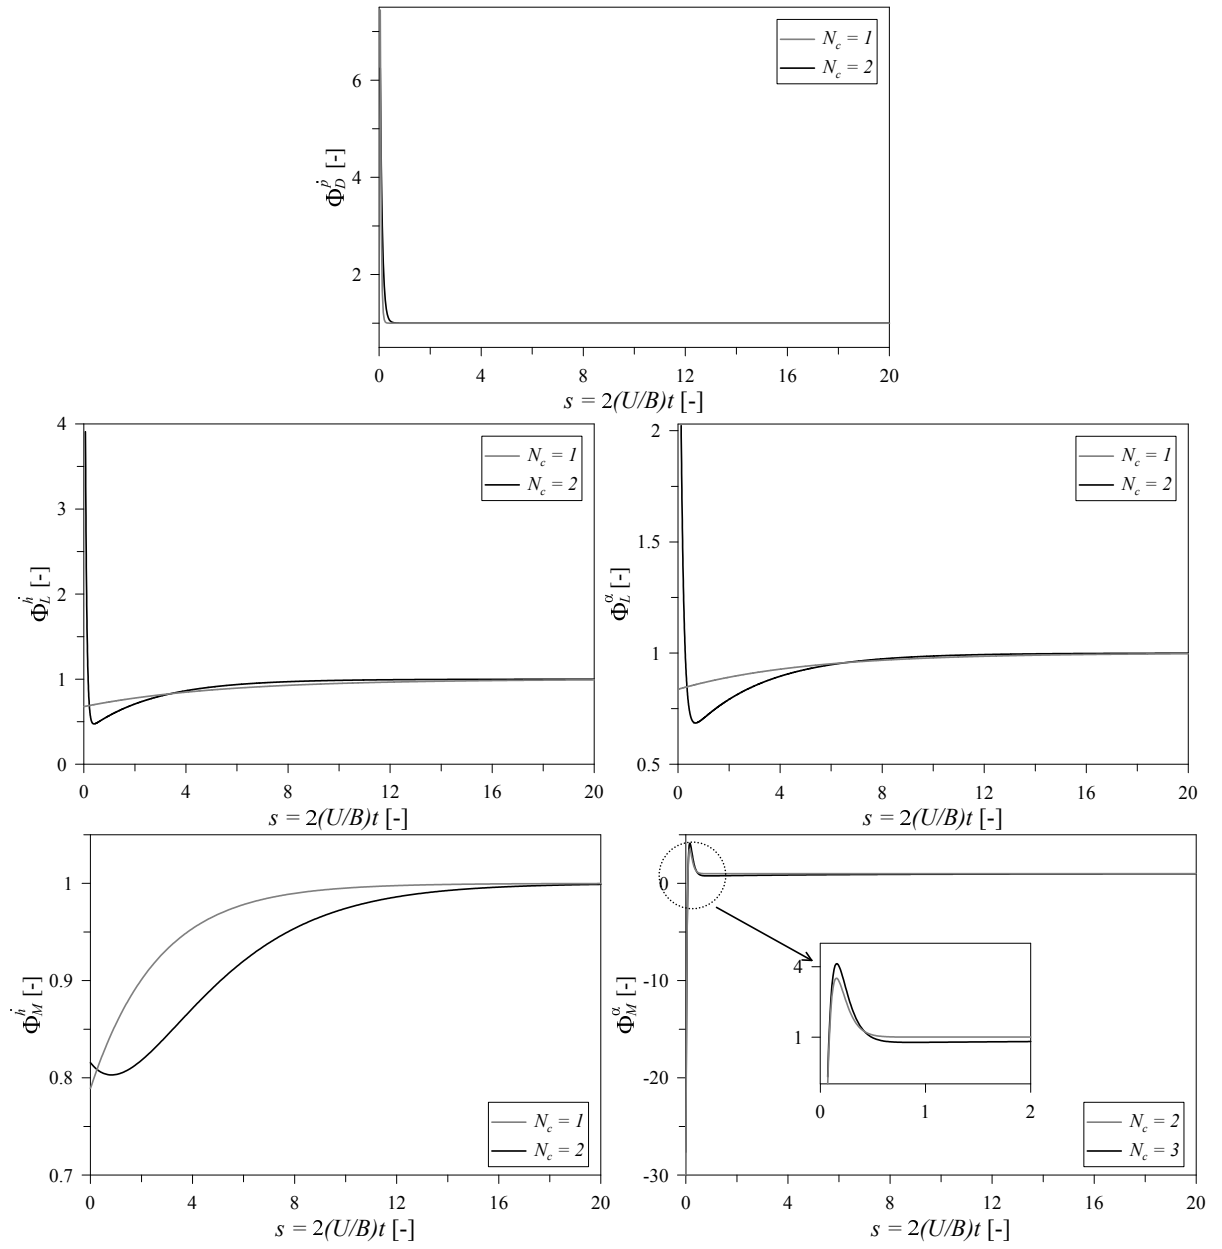 Φ_D^ṗ [-]
6
4
2
N_c = 1
N_c = 2
0 4 8 12 16 20
s = 2(U/B)t [-]
Φ_L^ḣ [-]
4
3
2
1
0
N_c = 1
N_c = 2
0 4 8 12 16 20
s = 2(U/B)t [-]
Φ_L^α [-]
2
1.5
1
0.5
N_c = 1
N_c = 2
0 4 8 12 16 20
s = 2(U/B)t [-]
Φ_M^ḣ [-]
1
0.9
0.8
0.7
N_c = 1
N_c = 2
0 4 8 12 16 20
s = 2(U/B)t [-]
Φ_M^α [-]
0
-10
-20
-30
4
1
0 1 2
N_c = 2
N_c = 3
0 4 8 12 16 20
s = 2(U/B)t [-]